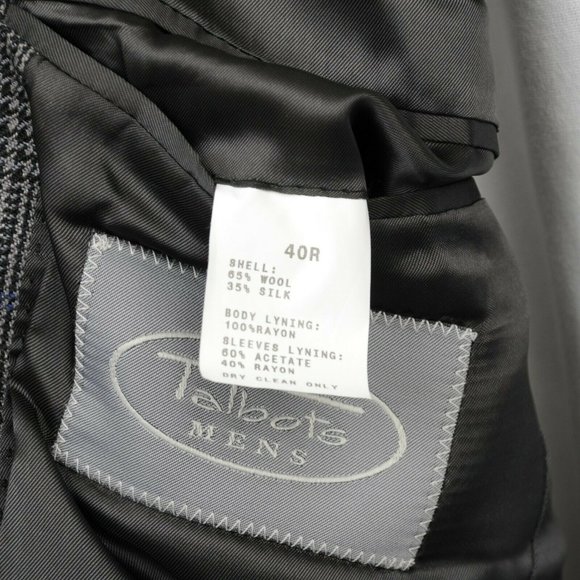 40R
SHELL:
65% WOOL
35% SILK
BODY LYNING:
100%RAYON
SLEEVES LYNING:
60% ACETATE
40% RAYON
DRY CLEAN ONLY
Talbots
MENS